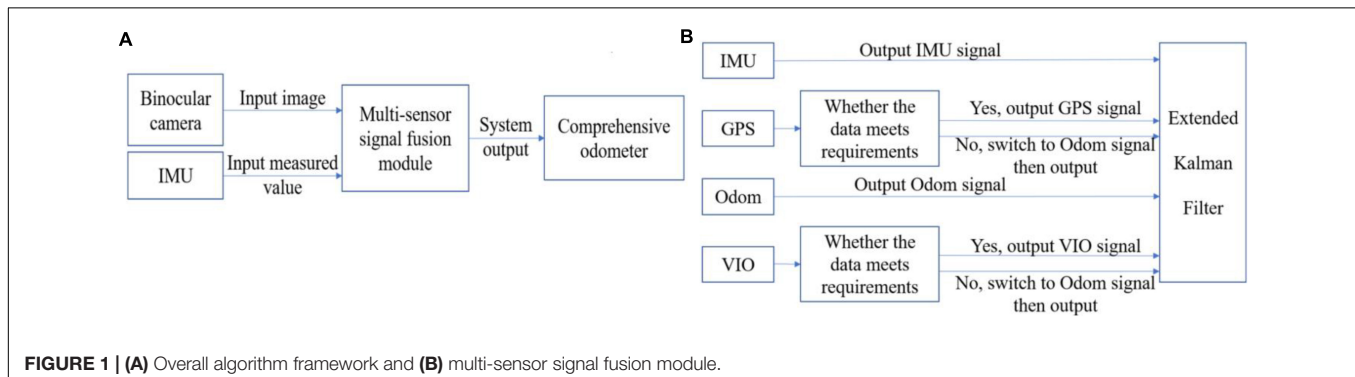 A
Binocular
camera
Input image
IMU
Input measured
value
Multi-sensor
signal fusion
module
System
output
Comprehensive
odometer
B
IMU
Output IMU signal
GPS
Whether the
data meets
requirements
Yes, output GPS signal
No, switch to Odom signal
then output
Odom
Output Odom signal
VIO
Whether the
data meets
requirements
Yes, output VIO signal
No, switch to Odom signal
then output
Extended
Kalman
Filter
FIGURE 1 | (A) Overall algorithm framework and (B) multi-sensor signal fusion module.